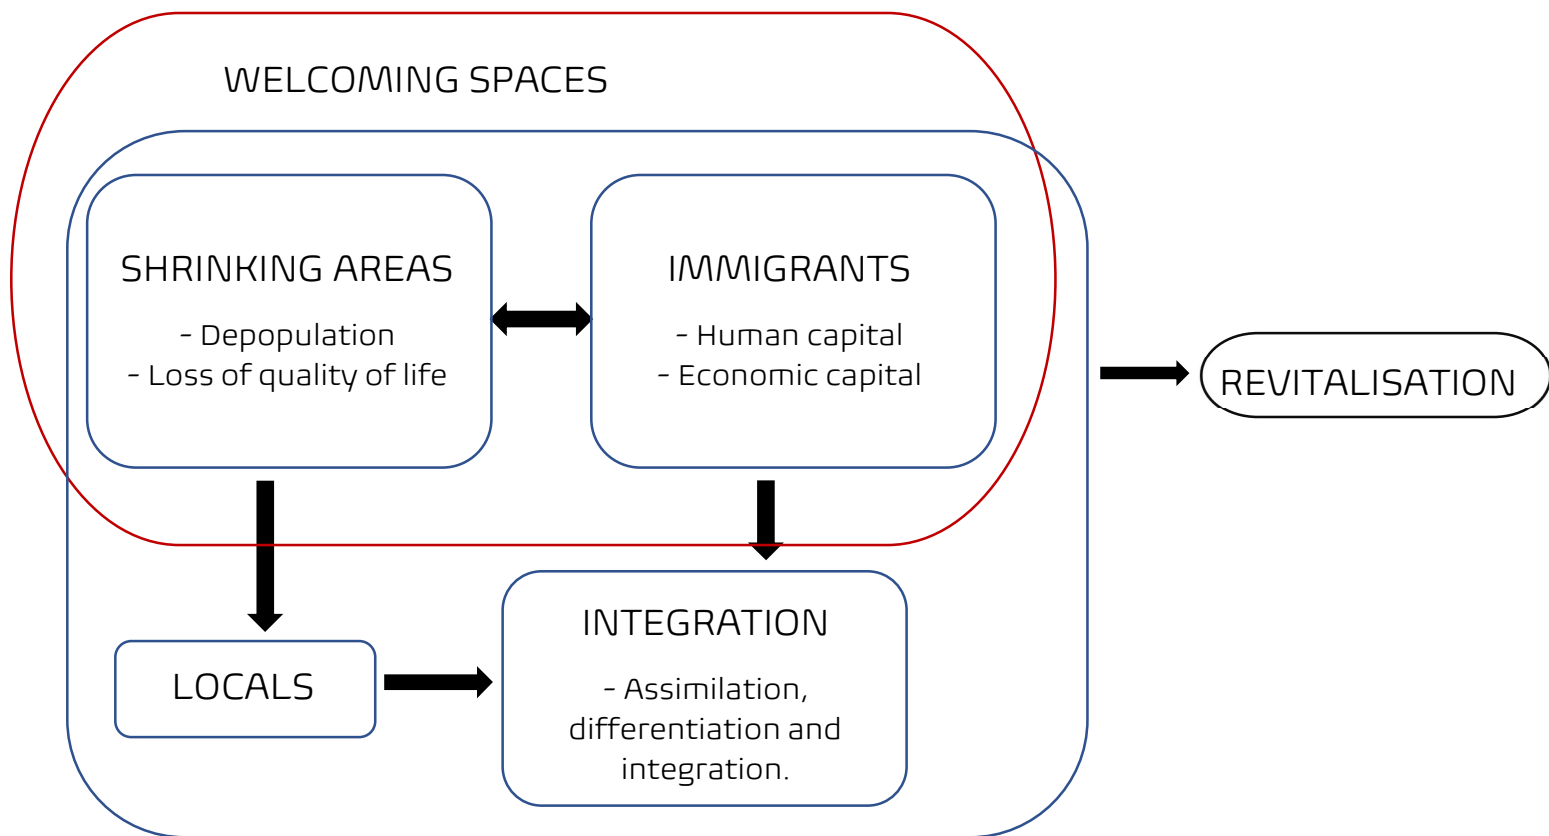 WELCOMING SPACES
SHRINKING AREAS
- Depopulation
- Loss of quality of life
IMMIGRANTS
- Human capital
- Economic capital
REVITALISATION
LOCALS
INTEGRATION
- Assimilation,
differentiation and
integration.